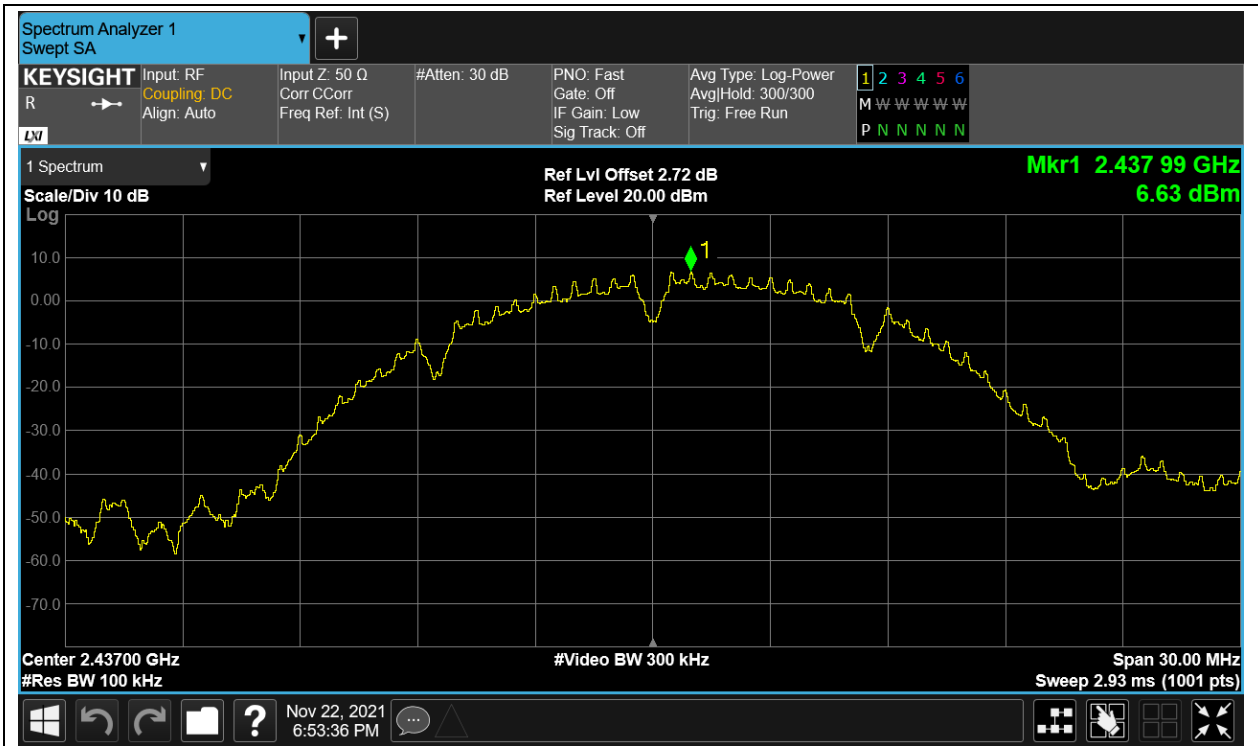 Spectrum Analyzer 1
Swept SA
KEYSIGHT
R
LXI
Input: RF
Coupling: DC
Align: Auto
Input Z: 50 Ω
Corr CCorr
Freq Ref: Int (S)
#Atten: 30 dB
PNO: Fast
Gate: Off
IF Gain: Low
Sig Track: Off
Avg Type: Log-Power
Avg|Hold: 300/300
Trig: Free Run
1 2 3 4 5 6
M W W W W W
P N N N N N
1 Spectrum
Scale/Div 10 dB
Log
Ref Lvl Offset 2.72 dB
Ref Level 20.00 dBm
Mkr1 2.437 99 GHz
6.63 dBm
1
10.0
0.00
-10.0
-20.0
-30.0
-40.0
-50.0
-60.0
-70.0
Center 2.43700 GHz
#Res BW 100 kHz
#Video BW 300 kHz
Span 30.00 MHz
Sweep 2.93 ms (1001 pts)
?
Nov 22, 2021
6:53:36 PM